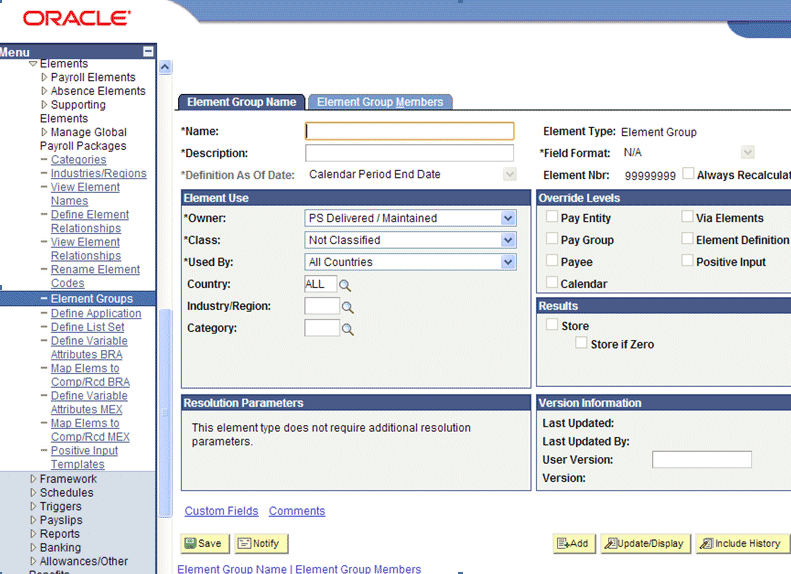 ORACLE'
Menu
Elements
Payroll Elements
Absence Elements
Supporting
Elements
Manage Global
Payroll Packages
Categories
Industries/Regions
View Element
Names
Define Element
Relationships
View Element
Relationships
Rename Element
Codes
Element Groups
Define Application
Define List Set
Define Variable
Attributes BRA
Map Elems to
Comp/Rcd BRA
Define Variable
Attributes MEX
Map Elems to
Comp/Rcd MEX
Positive Input
Templates
Framework
Schedules
Triggers
Payslips
Reports
Banking
Allowances/Other
Benefits
Element Group Name Element Group Members
*Name: Element Type: Element Group
*Description: *Field Format: N/A
*Definition As Of Date: Calendar Period End Date Element Nbr: 99999999 Always Recalculat
Element Use
*Owner: PS Delivered / Maintained
*Class: Not Classified
*Used By: All Countries
Country: ALL
Industry/Region:
Category:
Override Levels
Pay Entity Via Elements
Pay Group Element Definition
Payee Positive Input
Calendar
Results
Store
Store if Zero
Resolution Parameters
This element type does not require additional resolution
parameters.
Version Information
Last Updated:
Last Updated By:
User Version:
Version:
Custom Fields Comments
Save Notify Add Update/Display Include History
Element Group Name | Element Group Members